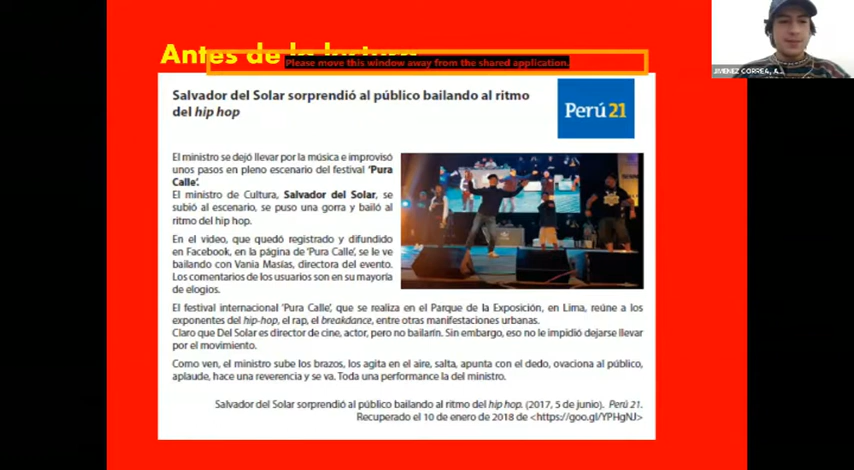 Antes de la lectura
Please move this window away from the shared application.
JIMENEZ CORREA, A...
Salvador del Solar sorprendió al público bailando al ritmo
del hip hop
Perú 21
El ministro se dejó llevar por la música e improvisó
unos pasos en pleno escenario del festival 'Pura
Calle'.
El ministro de Cultura, Salvador del Solar, se
subió al escenario, se puso una gorra y bailó al
ritmo del hip hop.
En el video, que quedó registrado y difundido
en Facebook, en la página de 'Pura Calle', se le ve
bailando con Vania Masías, directora del evento.
Los comentarios de los usuarios son en su mayoría
de elogios.
El festival internacional 'Pura Calle', que se realiza en el Parque de la Exposición, en Lima, reúne a los
exponentes del hip-hop, el rap, el breakdance, entre otras manifestaciones urbanas.
Claro que Del Solar es director de cine, actor, pero no bailarín. Sin embargo, eso no le impidió dejarse llevar
por el movimiento.
Como ven, el ministro sube los brazos, los agita en el aire, salta, apunta con el dedo, ovaciona al público,
aplaude, hace una reverencia y se va. Toda una performance la del ministro.
Salvador del Solar sorprendió al público bailando al ritmo del hip hop. (2017, 5 de junio). Perú 21.
Recuperado el 10 de enero de 2018 de <https://goo.gl/YPHgNJ>